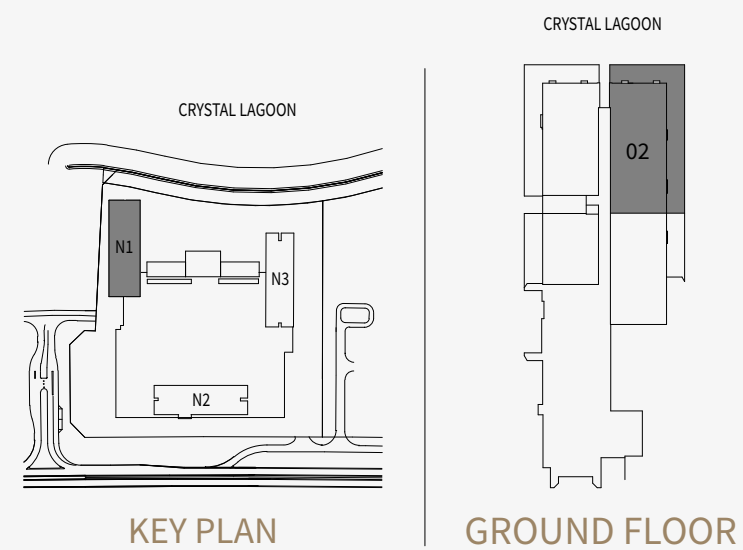 CRYSTAL LAGOON
N1
N3
N2
KEY PLAN
CRYSTAL LAGOON
02
GROUND FLOOR